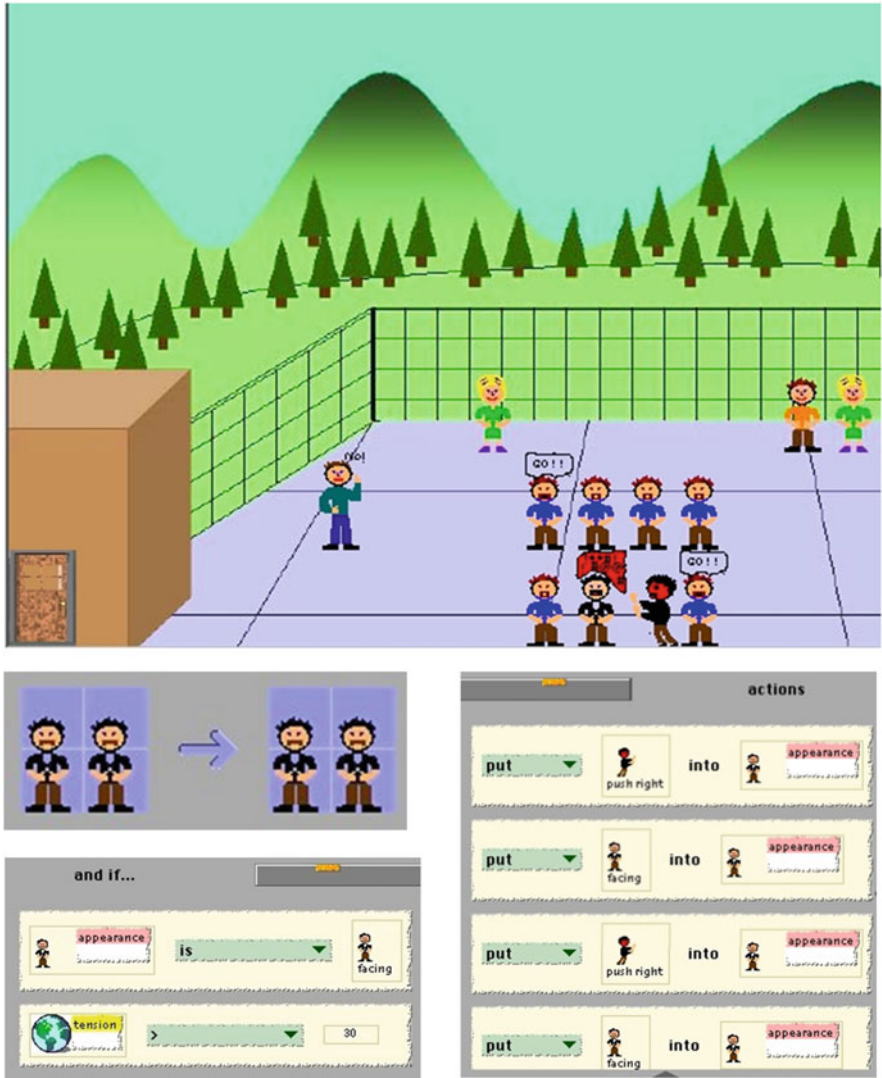 No!
GO!!
GO!!
actions
put push right into appearance
put facing into appearance
put push right into appearance
put facing into appearance
and if...
appearance is facing
tension > 30